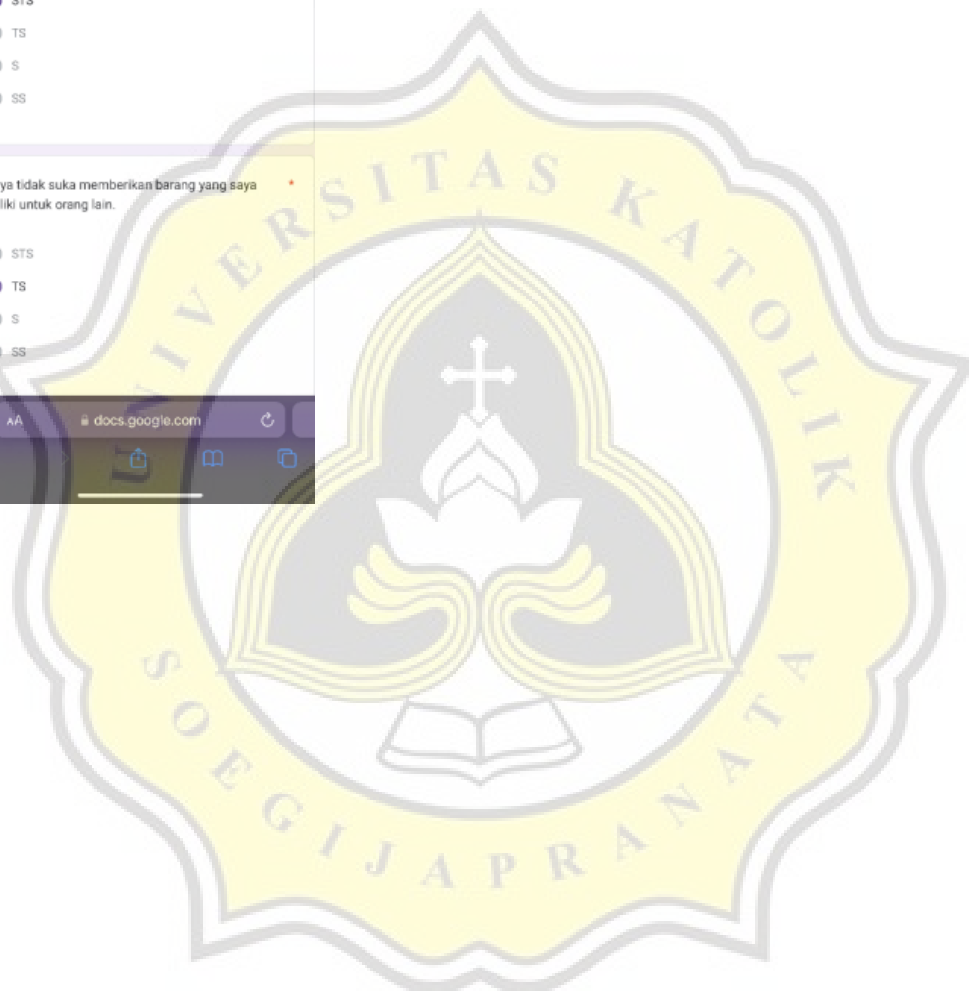 STS
TS
S
SS
ya tidak suka memberikan barang yang saya *
liki untuk orang lain.
STS
TS
S
SS
AA docs.google.com
UNIVERSITAS KATOLIK
SOEGIJAPRANATA